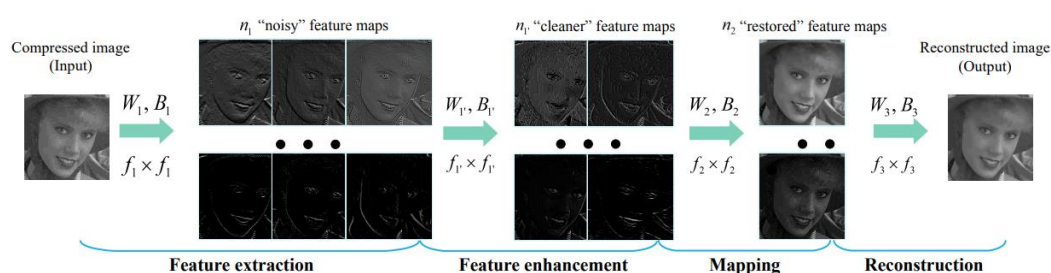 n₁ “noisy” feature maps
n₁' “cleaner” feature maps
n₂ “restored” feature maps
Compressed image
(Input)
Reconstructed image
(Output)
W₁, B₁
f₁ × f₁
W₁', B₁'
f₁' × f₁'
W₂, B₂
f₂ × f₂
W₃, B₃
f₃ × f₃
Feature extraction
Feature enhancement
Mapping
Reconstruction